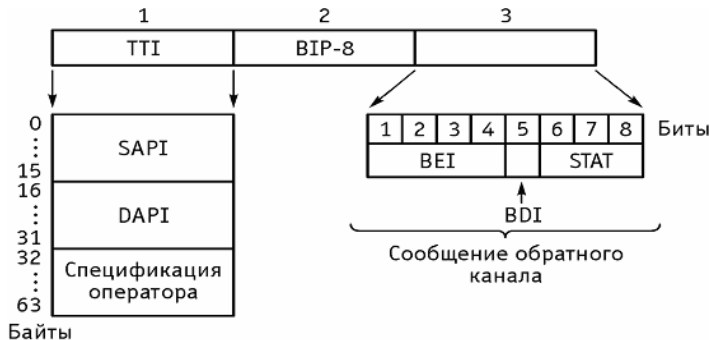 1 2 3
TTI BIP-8
0 SAPI 15
16 DAPI 31
32 Спецификация
оператора 63
Байты
1 2 3 4 5 6 7 8 Биты
BEI STAT
BDI
Сообщение обратного
канала